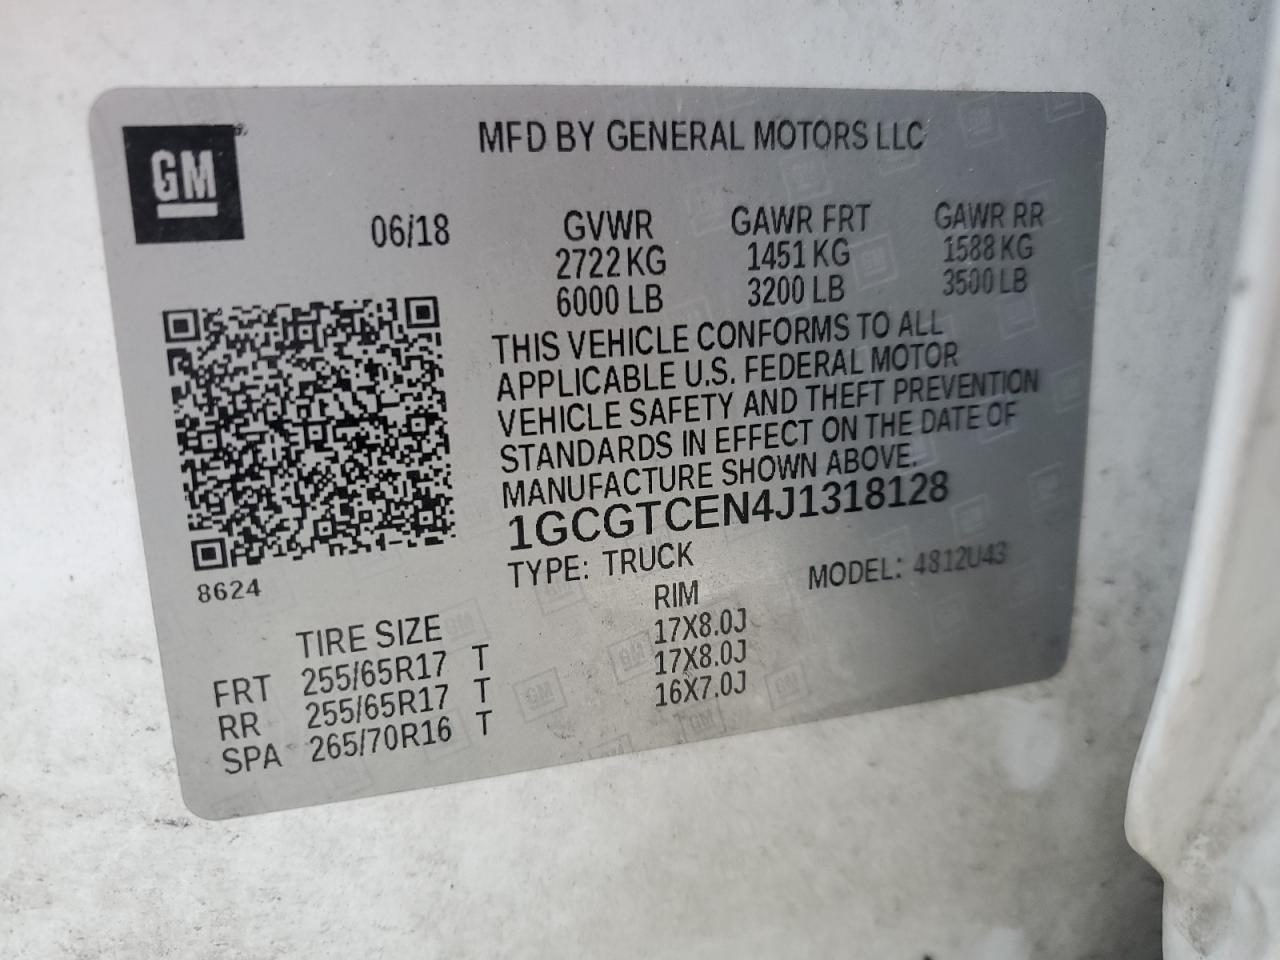 GM
MFD BY GENERAL MOTORS LLC
06/18 GVWR GAWR FRT GAWR RR
2722 KG 1451 KG 1588 KG
6000 LB 3200 LB 3500 LB
THIS VEHICLE CONFORMS TO ALL
APPLICABLE U.S. FEDERAL MOTOR
VEHICLE SAFETY AND THEFT PREVENTION
STANDARDS IN EFFECT ON THE DATE OF
MANUFACTURE SHOWN ABOVE.
1GCGTCEN4J1318128
8624
TYPE: TRUCK MODEL: 4812U43
TIRE SIZE RIM
FRT 255/65R17 T 17X8.0J
RR 255/65R17 T 17X8.0J
SPA 265/70R16 T 16X7.0J